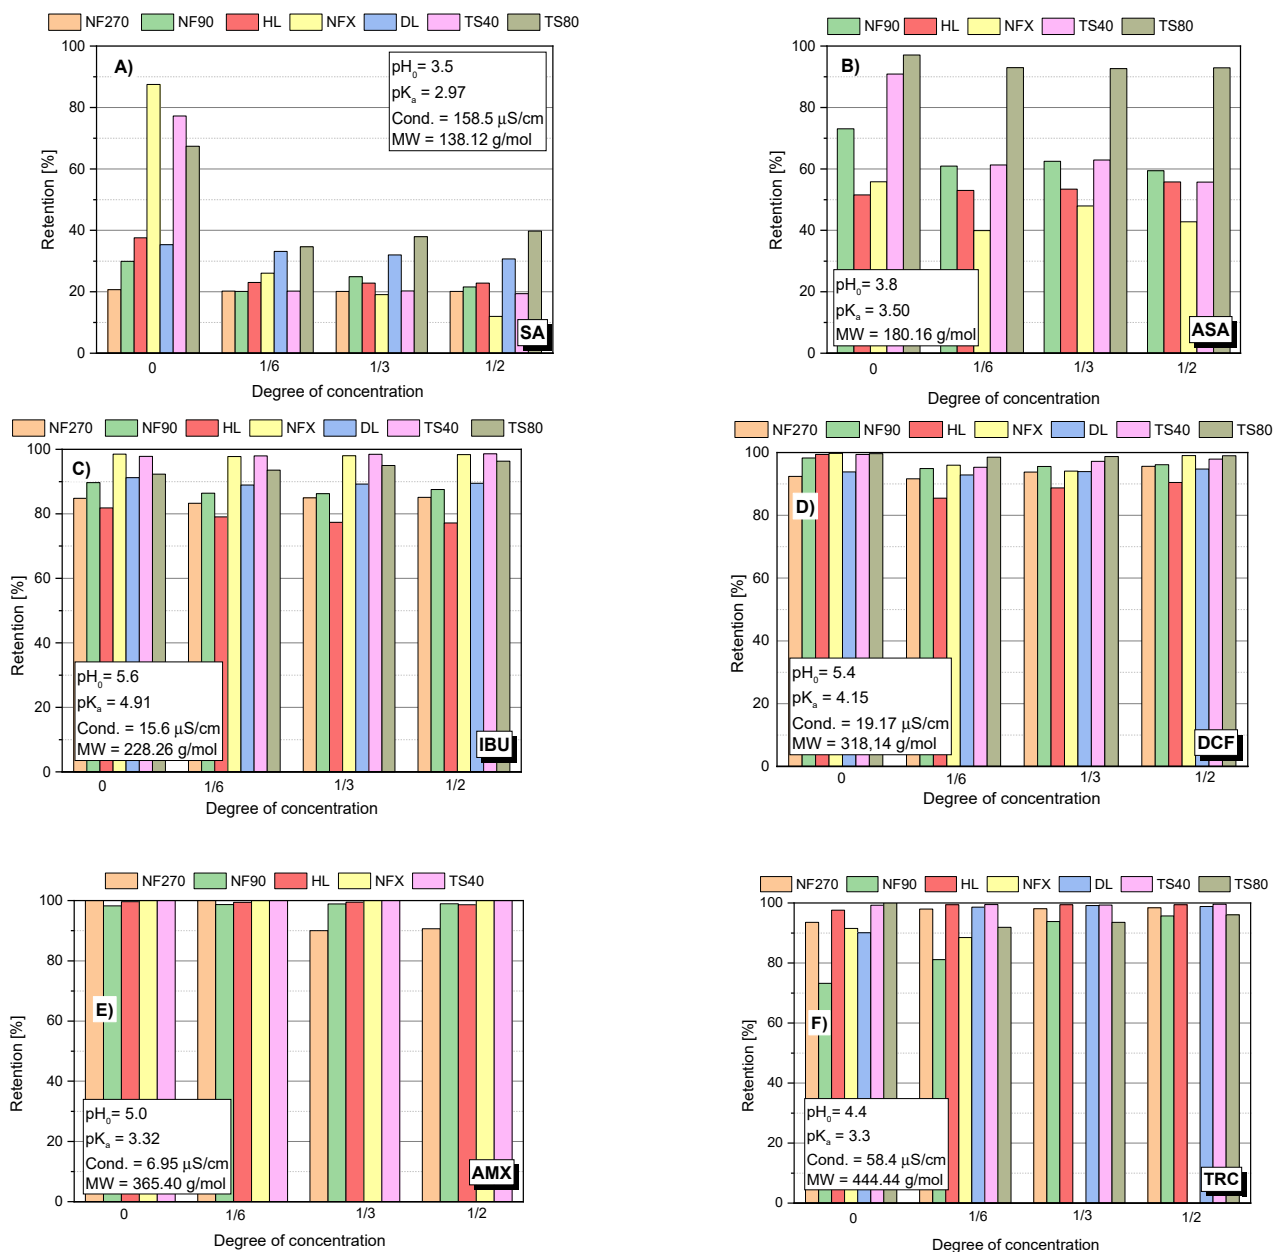 NF270 NF90 HL NFX DL TS40 TS80
A)
pH0= 3.5
pKa = 2.97
Cond. = 158.5 μS/cm
MW = 138.12 g/mol
SA
Retention [%]
100
80
60
40
20
0
0 1/6 1/3 1/2
Degree of concentration
NF90 HL NFX TS40 TS80
B)
pH0= 3.8
pKa = 3.50
MW = 180.16 g/mol
ASA
Retention [%]
100
80
60
40
20
0
0 1/6 1/3 1/2
Degree of concentration
NF270 NF90 HL NFX DL TS40 TS80
C)
pH0= 5.6
pKa = 4.91
Cond. = 15.6 μS/cm
MW = 228.26 g/mol
IBU
Retention [%]
100
80
60
40
20
0
0 1/6 1/3 1/2
Degree of concentration
NF270 NF90 HL NFX DL TS40 TS80
D)
pH0= 5.4
pKa = 4.15
Cond. = 19.17 μS/cm
MW = 318,14 g/mol
DCF
Retention [%]
100
80
60
40
20
0
0 1/6 1/3 1/2
Degree of concentration
NF270 NF90 HL NFX TS40
E)
pH0= 5.0
pKa = 3.32
Cond. = 6.95 μS/cm
MW = 365.40 g/mol
AMX
Retention [%]
100
80
60
40
20
0
0 1/6 1/3 1/2
Degree of concentration
NF270 NF90 HL NFX DL TS40 TS80
F)
pH0= 4.4
pKa = 3.3
Cond. = 58.4 μS/cm
MW = 444.44 g/mol
TRC
Retention [%]
100
80
60
40
20
0
0 1/6 1/3 1/2
Degree of concentration